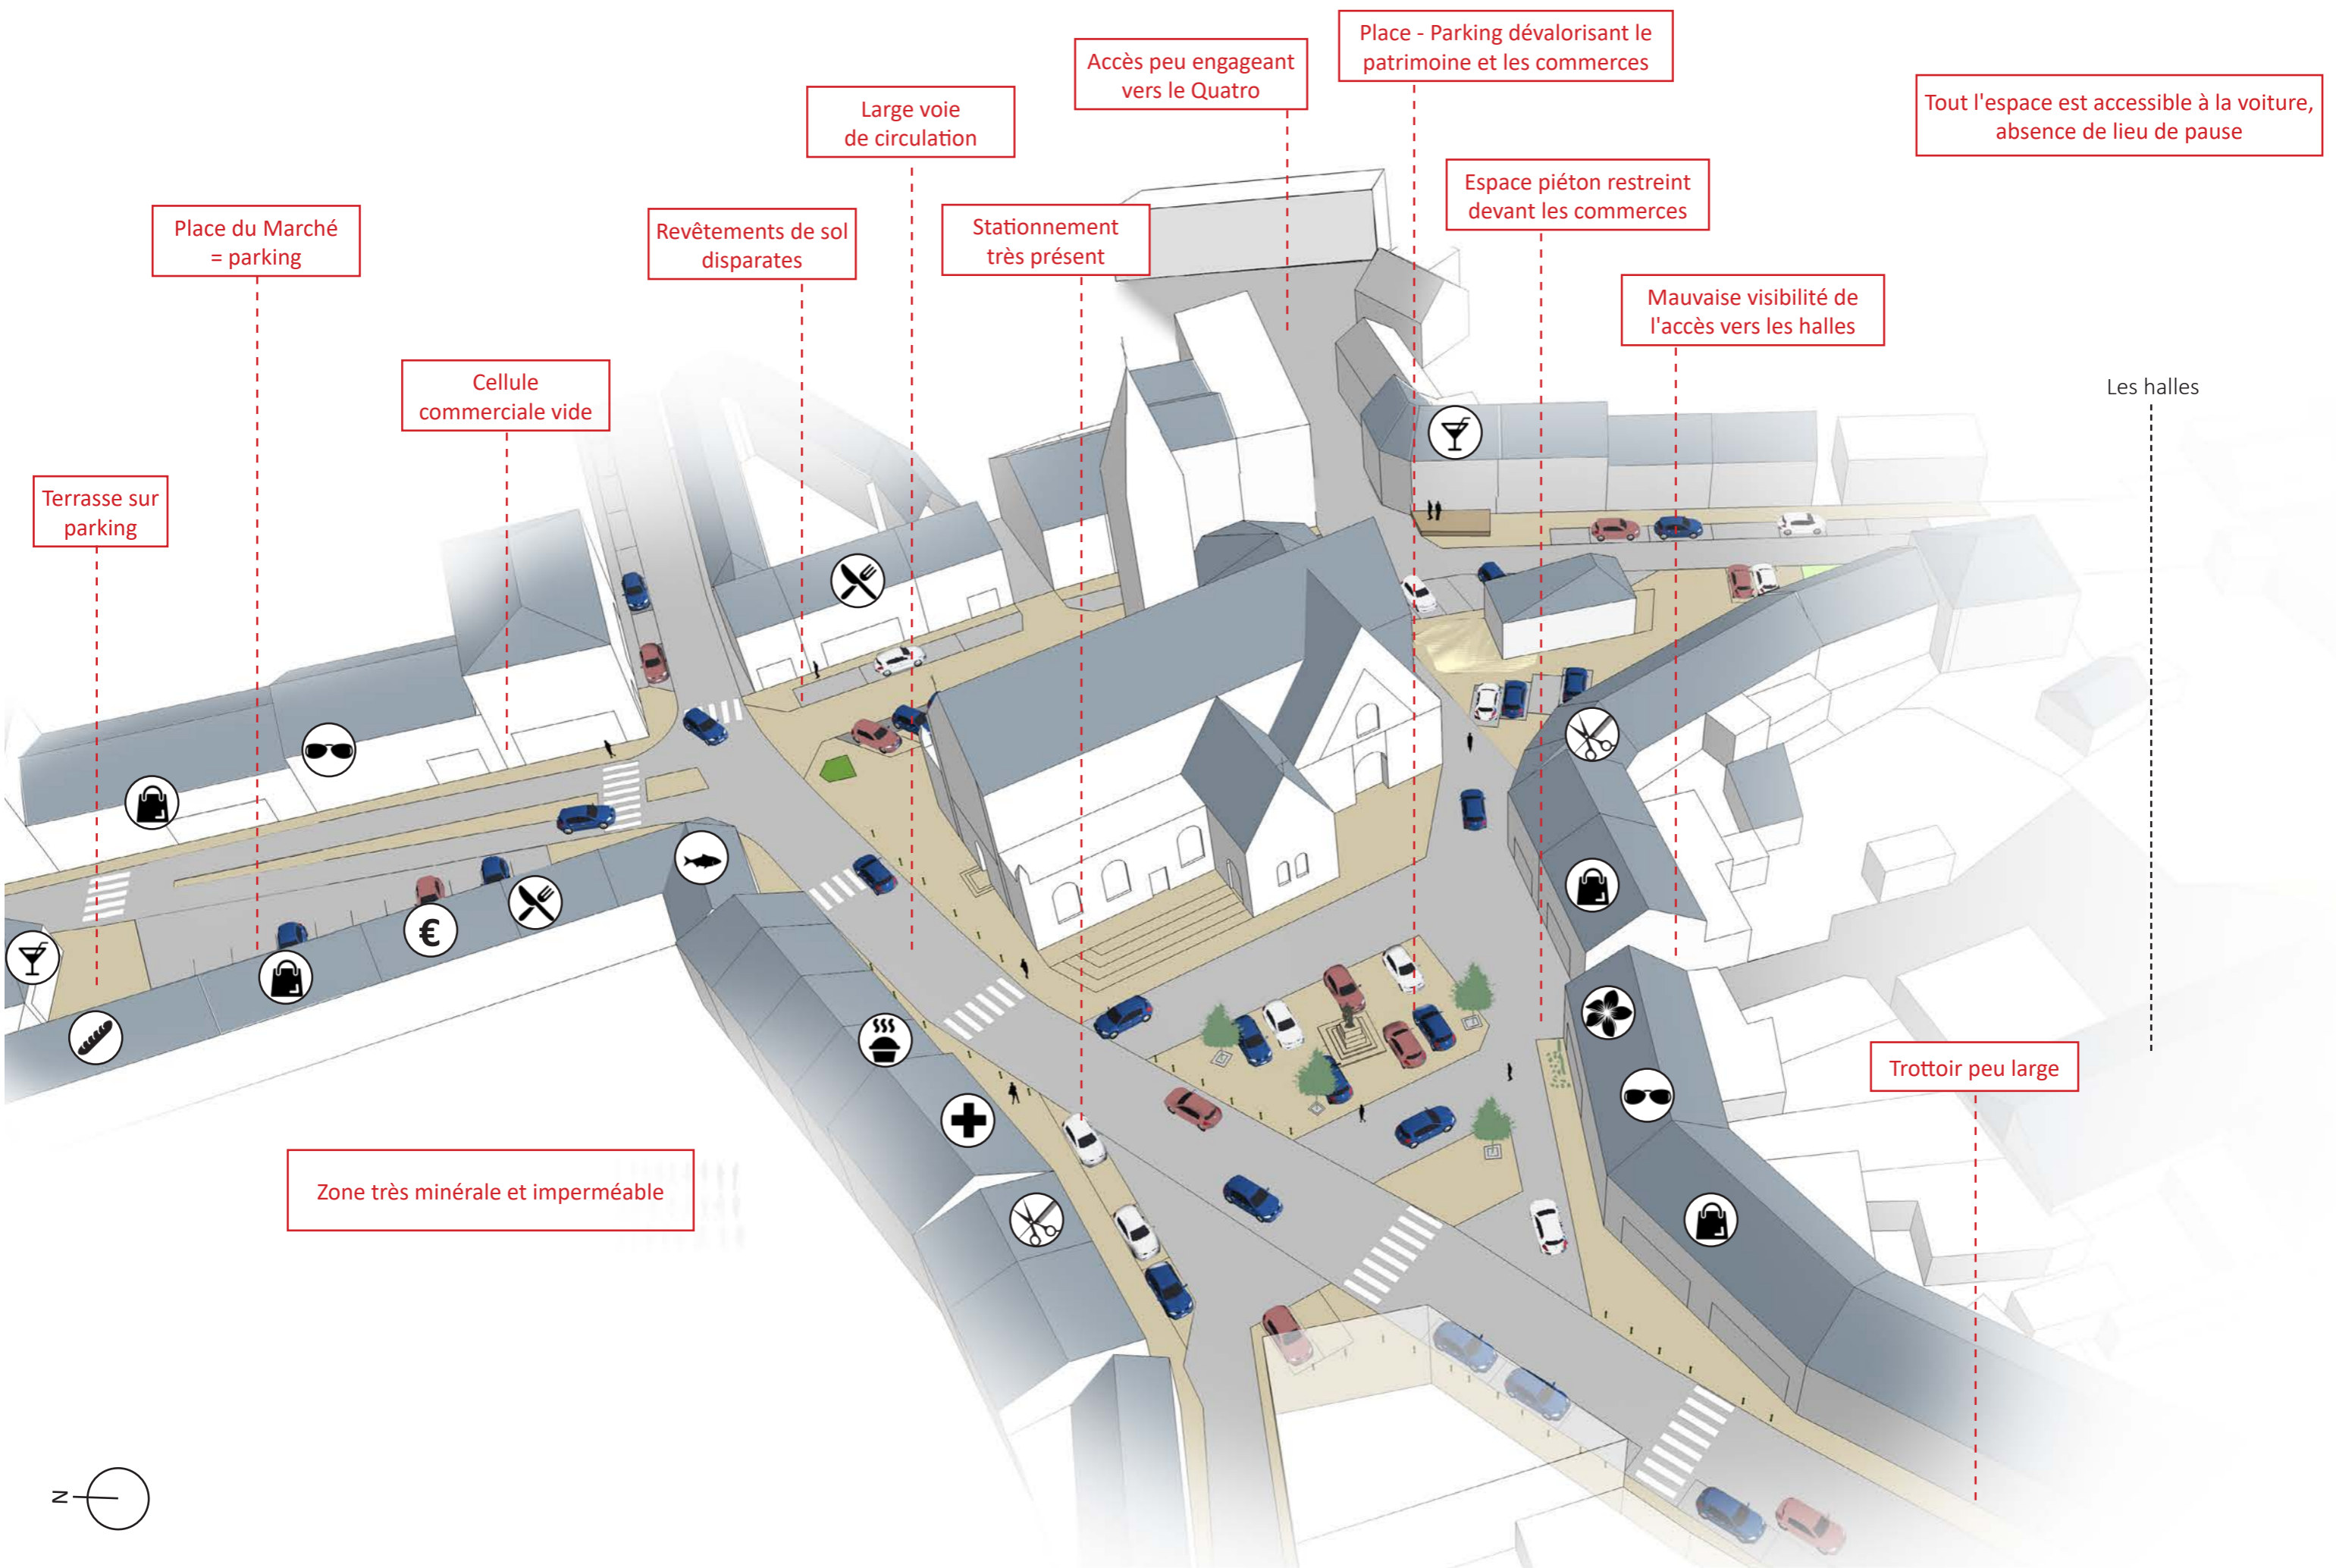 Place - Parking dévalorisant le
patrimoine et les commerces
Accès peu engageant
vers le Quatro
Tout l'espace est accessible à la voiture,
absence de lieu de pause
Large voie
de circulation
Espace piéton restreint
devant les commerces
Place du Marché
= parking
Revêtements de sol
disparates
Stationnement
très présent
Mauvaise visibilité de
l'accès vers les halles
Cellule
commerciale vide
Les halles
Terrasse sur
parking
€
Trottoir peu large
Zone très minérale et imperméable
N